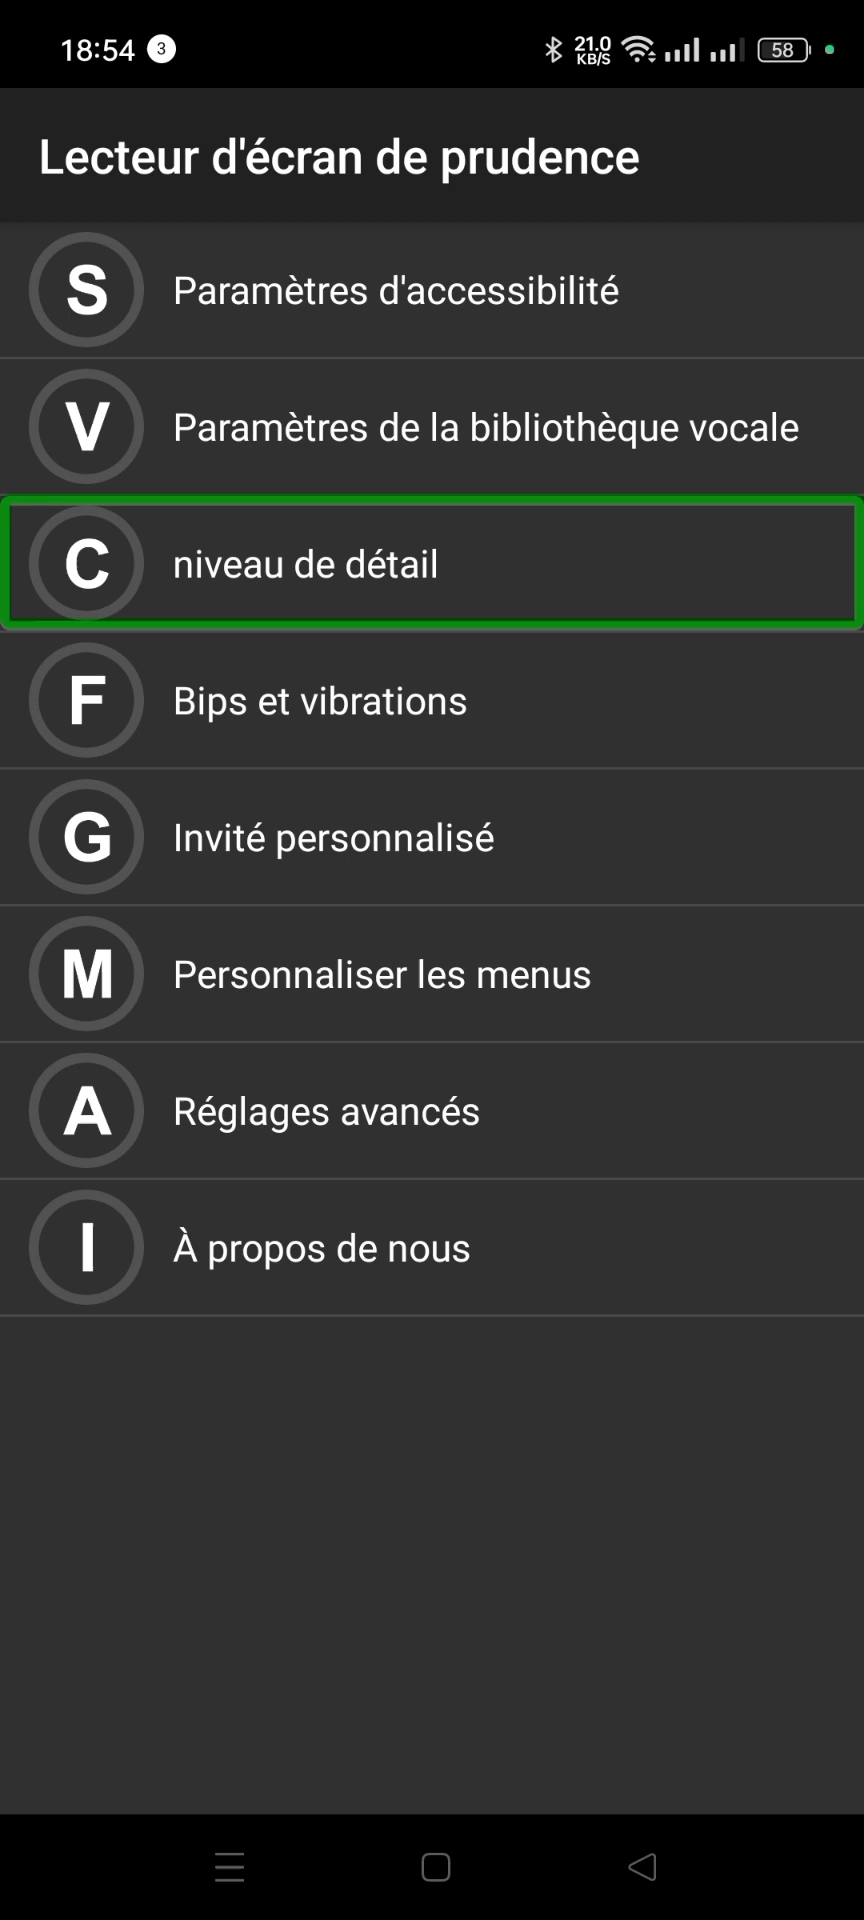 18:54 3 21.0 KB/S 58
Lecteur d'écran de prudence
S Paramètres d'accessibilité
V Paramètres de la bibliothèque vocale
C niveau de détail
F Bips et vibrations
G Invité personnalisé
M Personnaliser les menus
A Réglages avancés
I À propos de nous